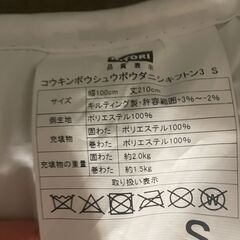 品質表示
コウキンボウシュウボウダニシキフトン3 S
サイズ 幅100cm 丈210cm
キルティング製・許容範囲+3%～-2%
側生地 ポリエステル100%
充填物 固わた ポリエステル100%
巻わた ポリエステル100%
充填物の重量 固わた 約2.0kg
巻わた 約1.5kg
取り扱い表示
S